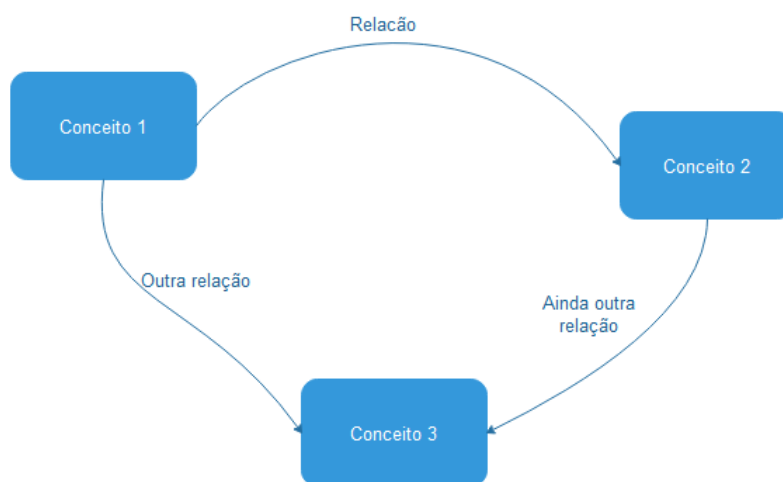 Relacão
Conceito 1
Conceito 2
Outra relação
Ainda outra
relação
Conceito 3